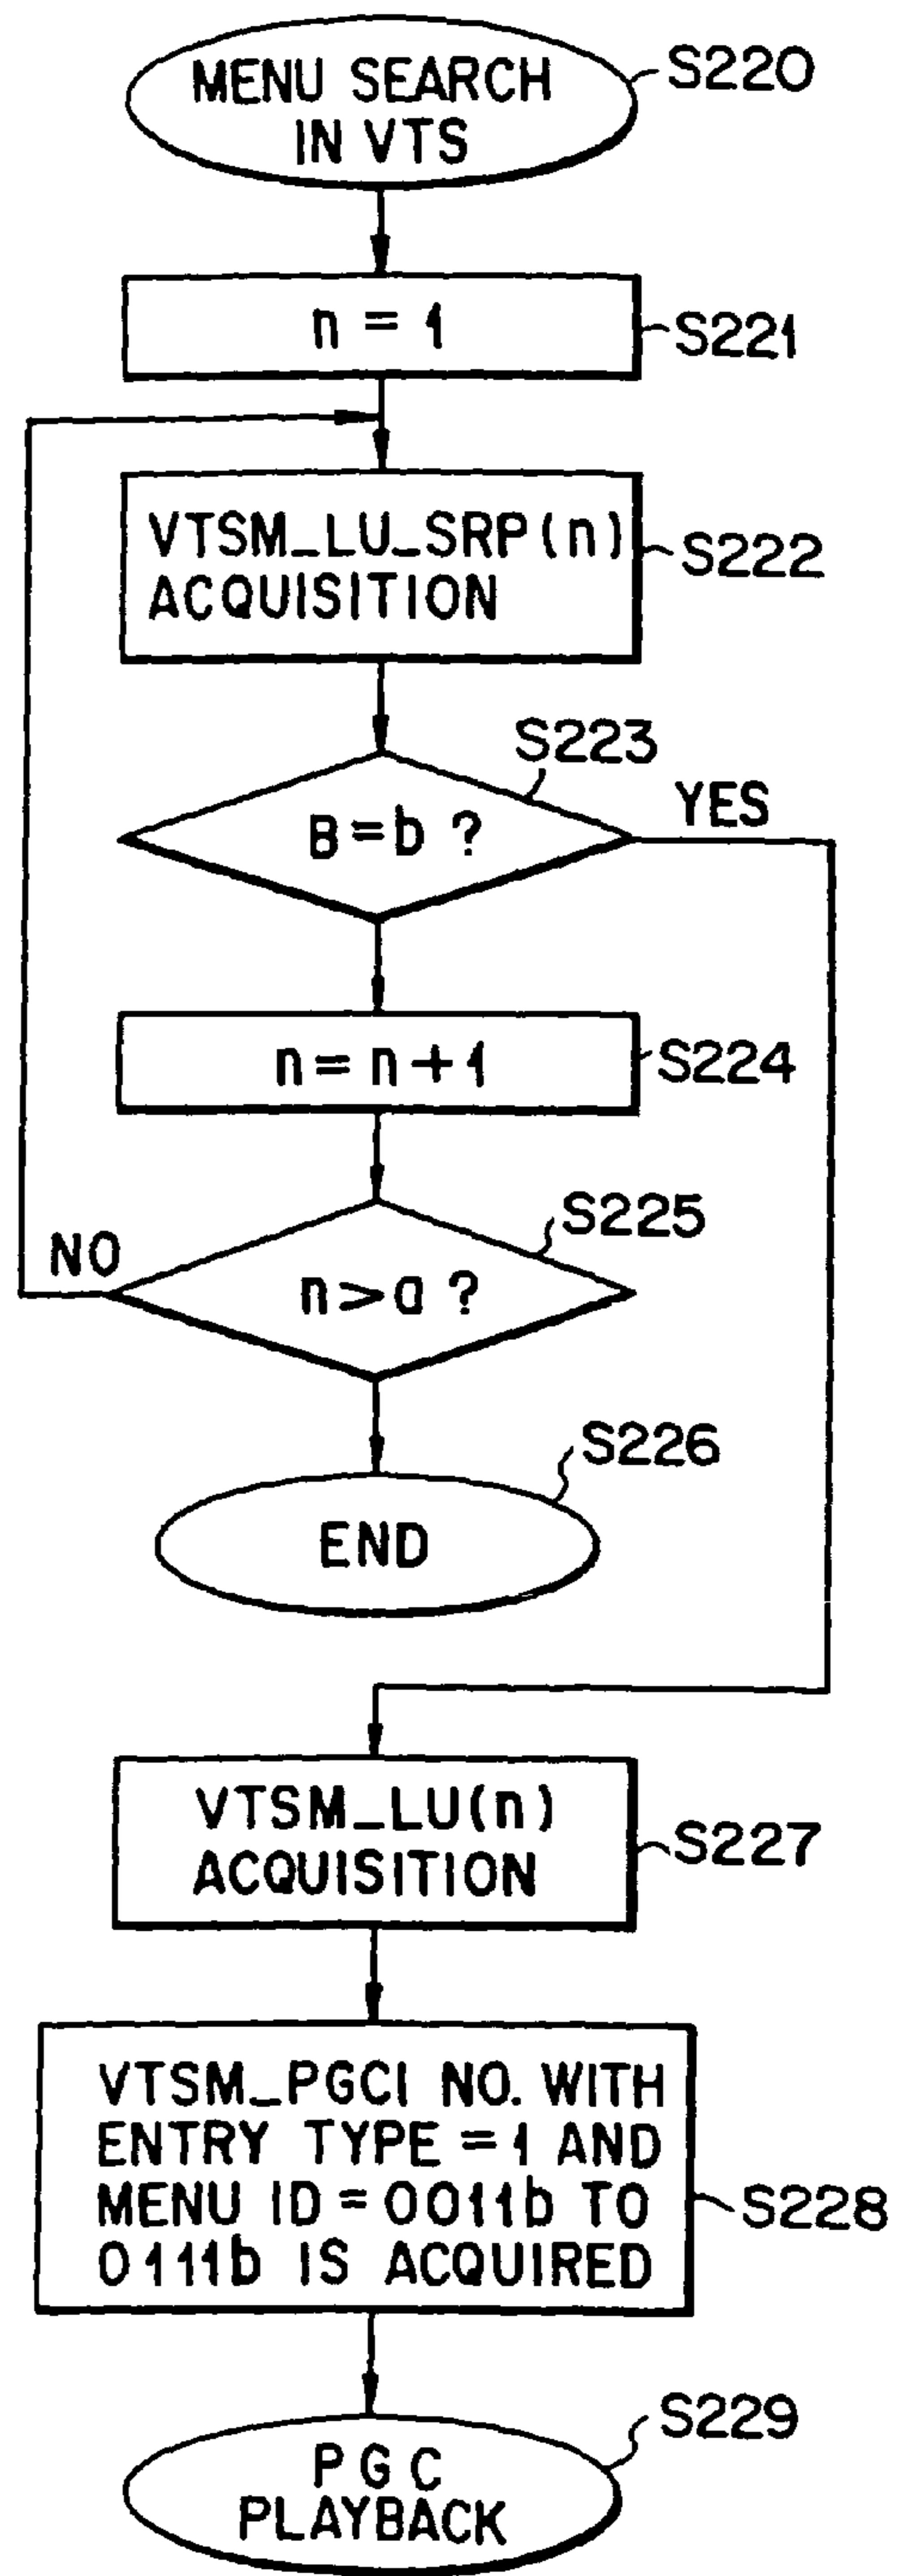 MENU SEARCH
IN VTS
S220
n = 1
S221
VTSM_LU_SRP(n)
ACQUISITION
S222
S223
B = b ?
YES
n = n + 1
S224
S225
NO
n > a ?
S226
END
VTSM_LU(n)
ACQUISITION
S227
VTSM_PGCI NO. WITH
ENTRY TYPE = 1 AND
MENU ID = 0011b TO
0111b IS ACQUIRED
S228
S229
PGC
PLAYBACK